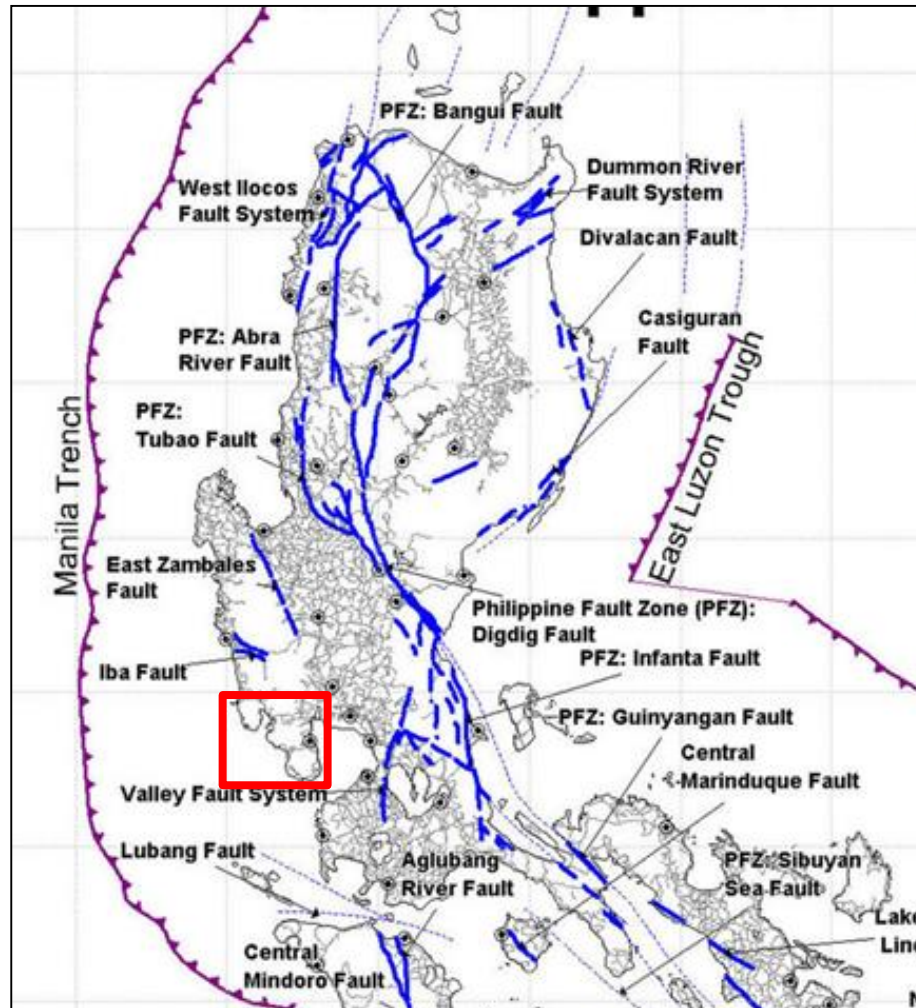 PFZ: Bangui Fault
Dummon River
Fault System
West Ilocos
Fault System
Divalacan Fault
Casiguran
Fault
PFZ: Abra
River Fault
PFZ:
Tubao Fault
Manila Trench
East Luzon Trough
East Zambales
Fault
Philippine Fault Zone (PFZ):
Digdig Fault
Iba Fault
PFZ: Infanta Fault
PFZ: Guinyangan Fault
Central
Marinduque Fault
Valley Fault System
Lubang Fault
Aglubang
River Fault
PFZ: Sibuyan
Sea Fault
Lake
Line
Central
Mindoro Fault